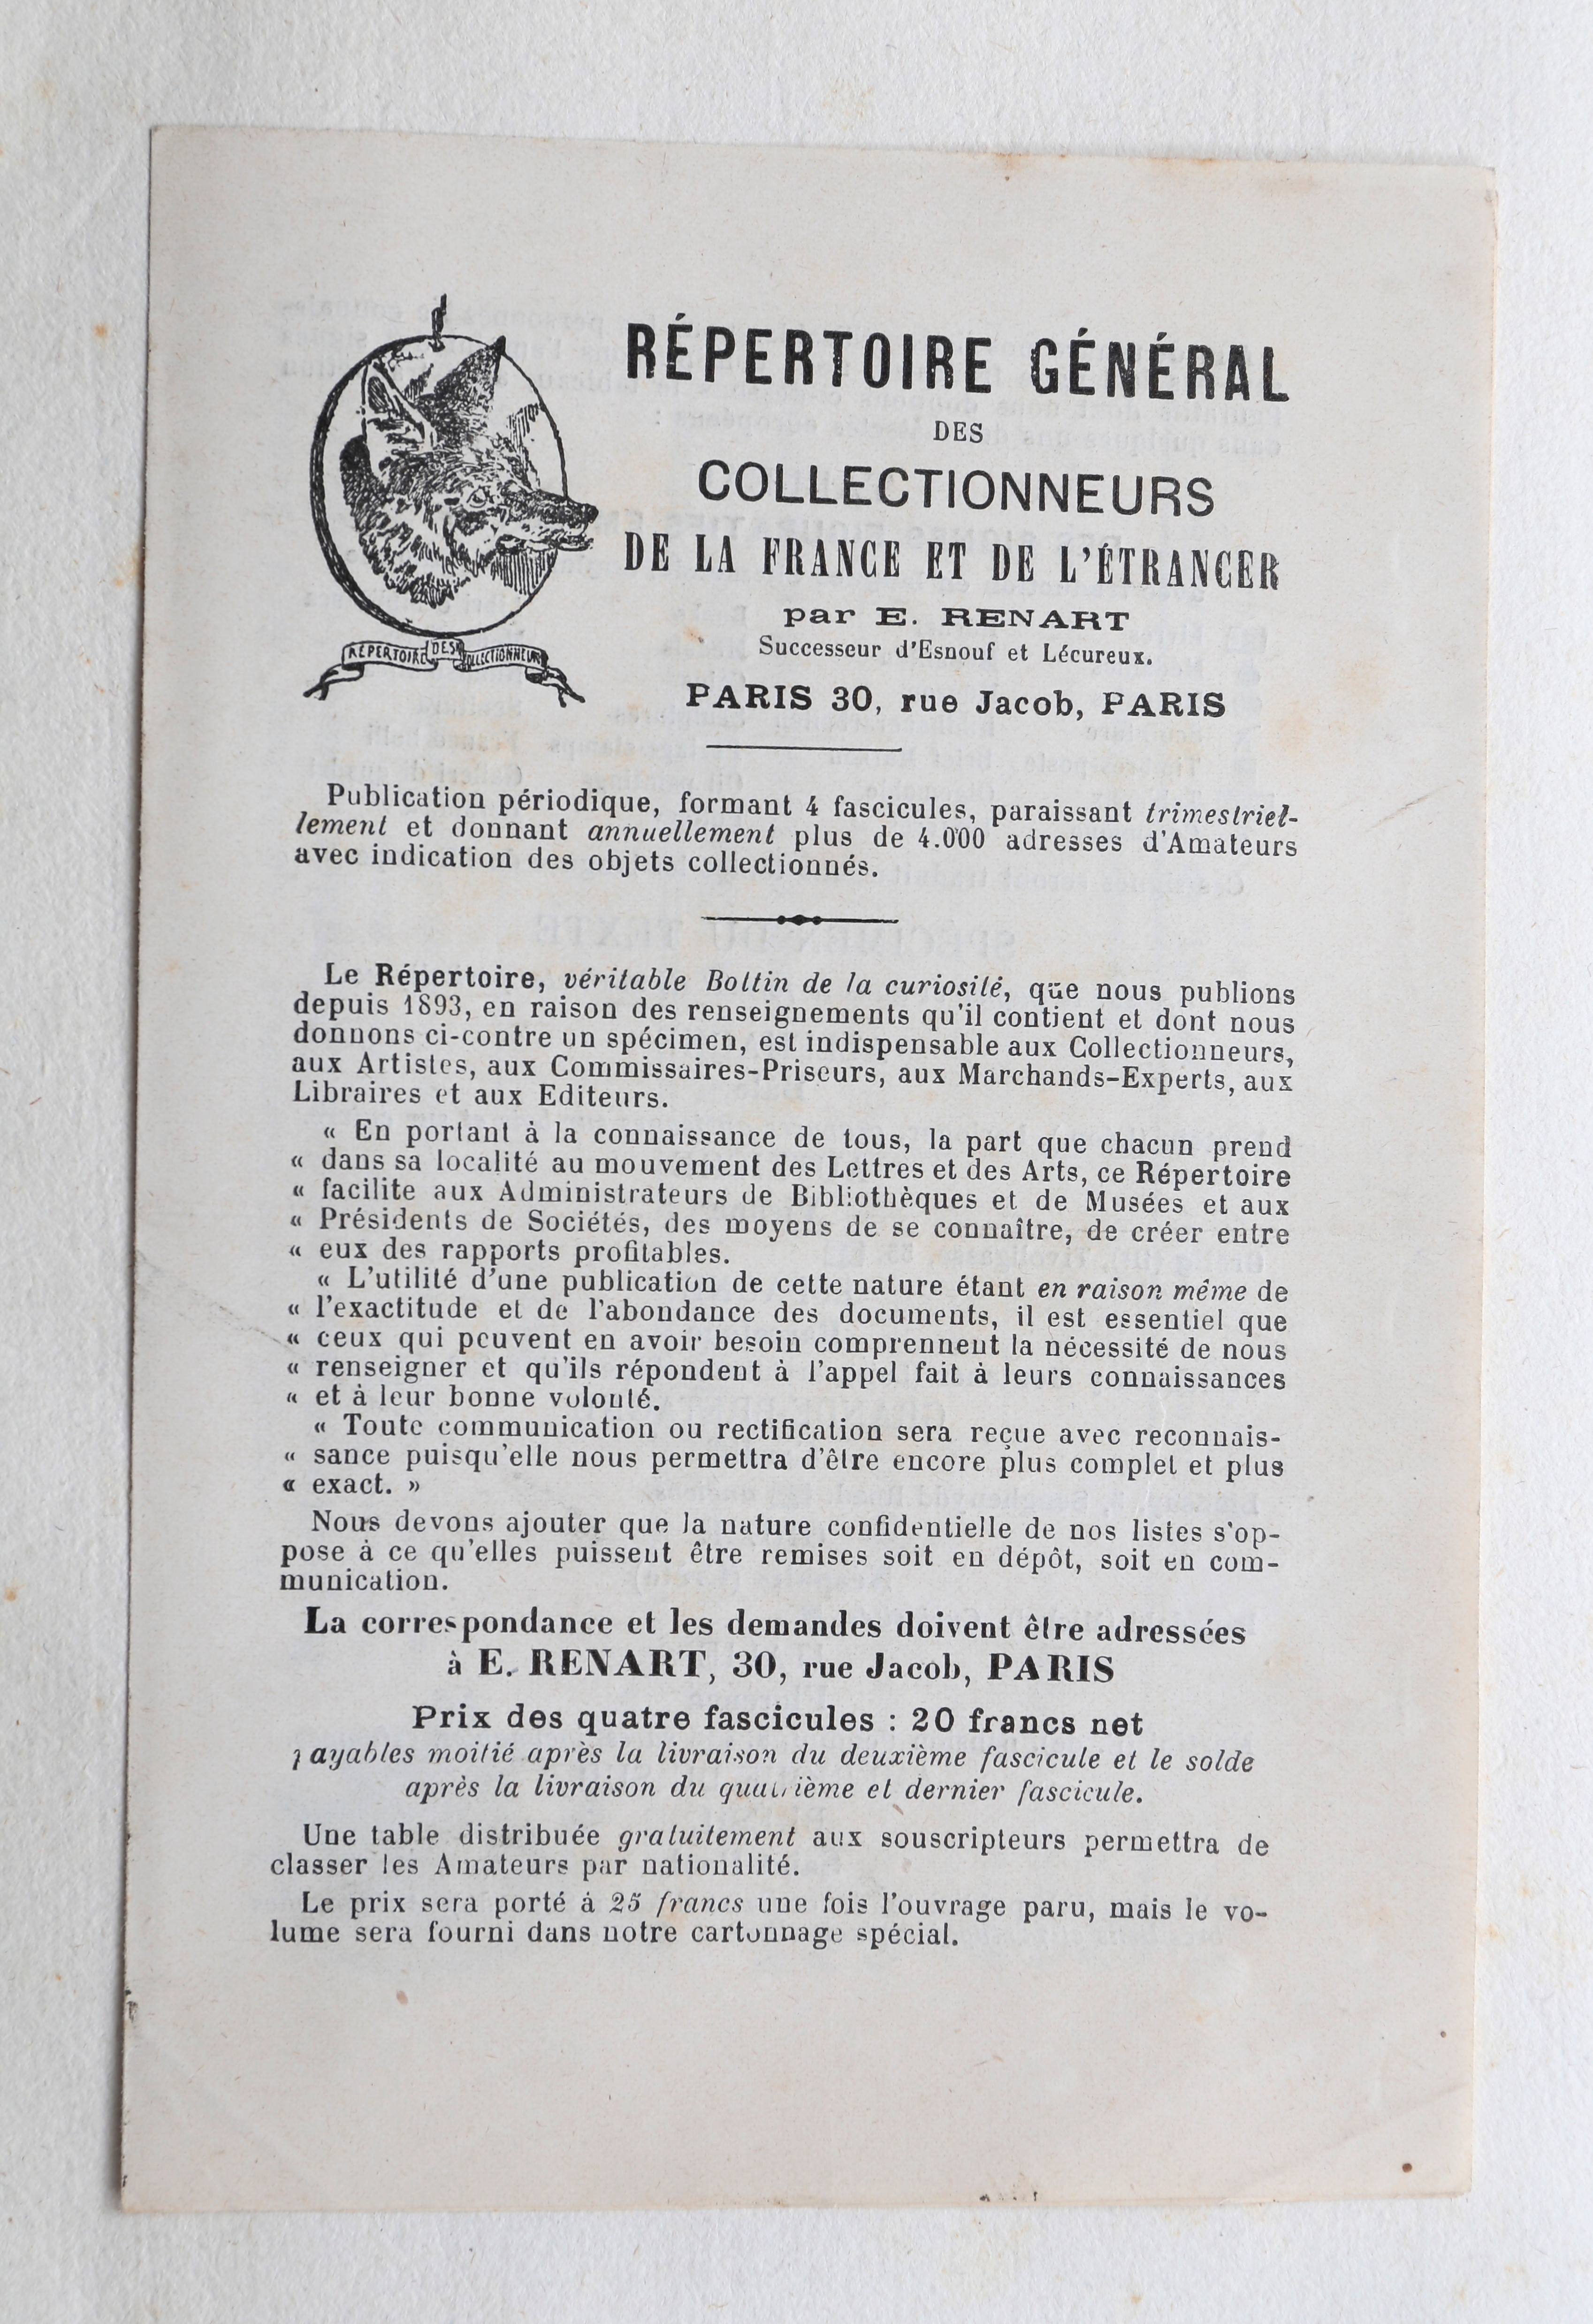 RÉPERTOIRE GÉNÉRAL
DES
COLLECTIONNEURS
DE LA FRANCE ET DE L'ÉTRANGER
par E. RENART
Successeur d'Esnouf et Lécureux.
PARIS 30, rue Jacob, PARIS
RÉPERTOIRE DES COLLECTIONNEURS
Publication périodique, formant 4 fascicules, paraissant trimestriel-
lement et donnant annuellement plus de 4.000 adresses d'Amateurs
avec indication des objets collectionnés.
Le Répertoire, véritable Bottin de la curiosité, que nous publions
depuis 1893, en raison des renseignements qu'il contient et dont nous
donnons ci-contre un spécimen, est indispensable aux Collectionneurs,
aux Artistes, aux Commissaires-Priseurs, aux Marchands-Experts, aux
Libraires et aux Editeurs.
« En portant à la connaissance de tous, la part que chacun prend
« dans sa localité au mouvement des Lettres et des Arts, ce Répertoire
« facilite aux Administrateurs de Bibliothèques et de Musées et aux
« Présidents de Sociétés, des moyens de se connaître, de créer entre
« eux des rapports profitables.
« L'utilité d'une publication de cette nature étant en raison même de
« l'exactitude et de l'abondance des documents, il est essentiel que
« ceux qui peuvent en avoir besoin comprennent la nécessité de nous
« renseigner et qu'ils répondent à l'appel fait à leurs connaissances
« et à leur bonne volonté.
« Toute communication ou rectification sera reçue avec reconnais-
« sance puisqu'elle nous permettra d'être encore plus complet et plus
« exact. »
Nous devons ajouter que la nature confidentielle de nos listes s'op-
pose à ce qu'elles puissent être remises soit en dépôt, soit en com-
munication.
La correspondance et les demandes doivent être adressées
à E. RENART, 30, rue Jacob, PARIS
Prix des quatre fascicules : 20 francs net
payables moitié après la livraison du deuxième fascicule et le solde
après la livraison du quatrième et dernier fascicule.
Une table distribuée gratuitement aux souscripteurs permettra de
classer les Amateurs par nationalité.
Le prix sera porté à 25 francs une fois l'ouvrage paru, mais le vo-
lume sera fourni dans notre cartonnage spécial.